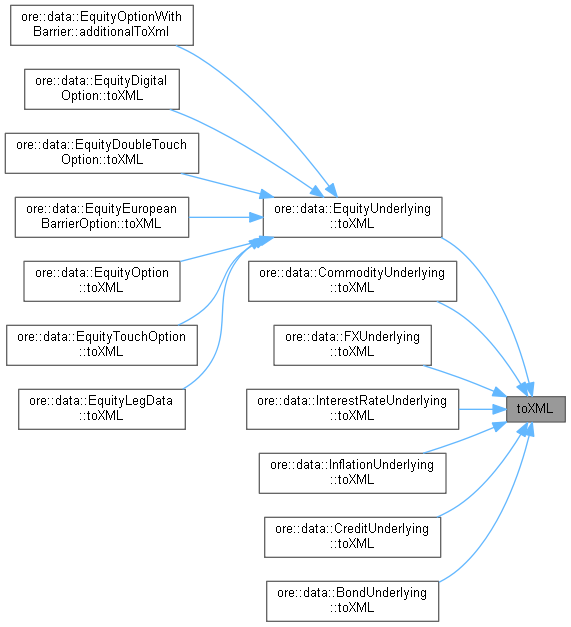 ore::data::EquityOptionWith
Barrier::additionalToXml
ore::data::EquityDigital
Option::toXML
ore::data::EquityDoubleTouch
Option::toXML
ore::data::EquityEuropean
BarrierOption::toXML
ore::data::EquityOption
::toXML
ore::data::EquityTouchOption
::toXML
ore::data::EquityLegData
::toXML
ore::data::EquityUnderlying
::toXML
ore::data::CommodityUnderlying
::toXML
ore::data::FXUnderlying
::toXML
ore::data::InterestRateUnderlying
::toXML
ore::data::InflationUnderlying
::toXML
ore::data::CreditUnderlying
::toXML
ore::data::BondUnderlying
::toXML
toXML